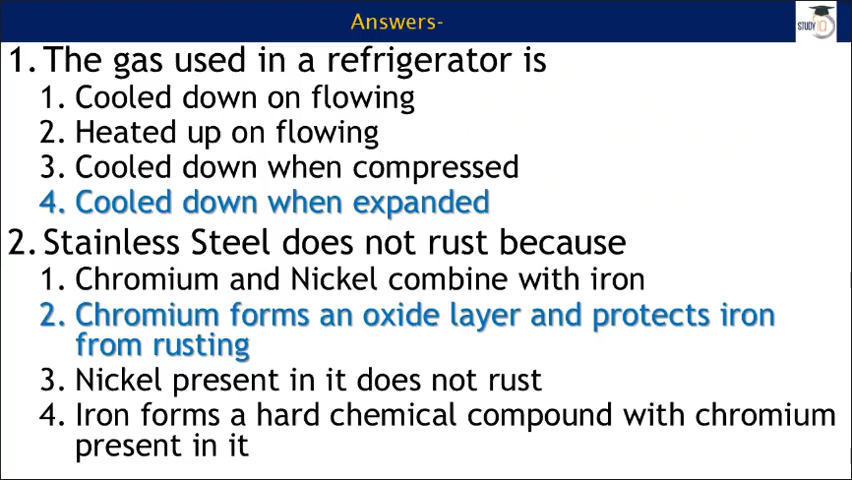 Answers-
STUDY IQ
1. The gas used in a refrigerator is
1. Cooled down on flowing
2. Heated up on flowing
3. Cooled down when compressed
4. Cooled down when expanded
2. Stainless Steel does not rust because
1. Chromium and Nickel combine with iron
2. Chromium forms an oxide layer and protects iron
from rusting
3. Nickel present in it does not rust
4. Iron forms a hard chemical compound with chromium
present in it